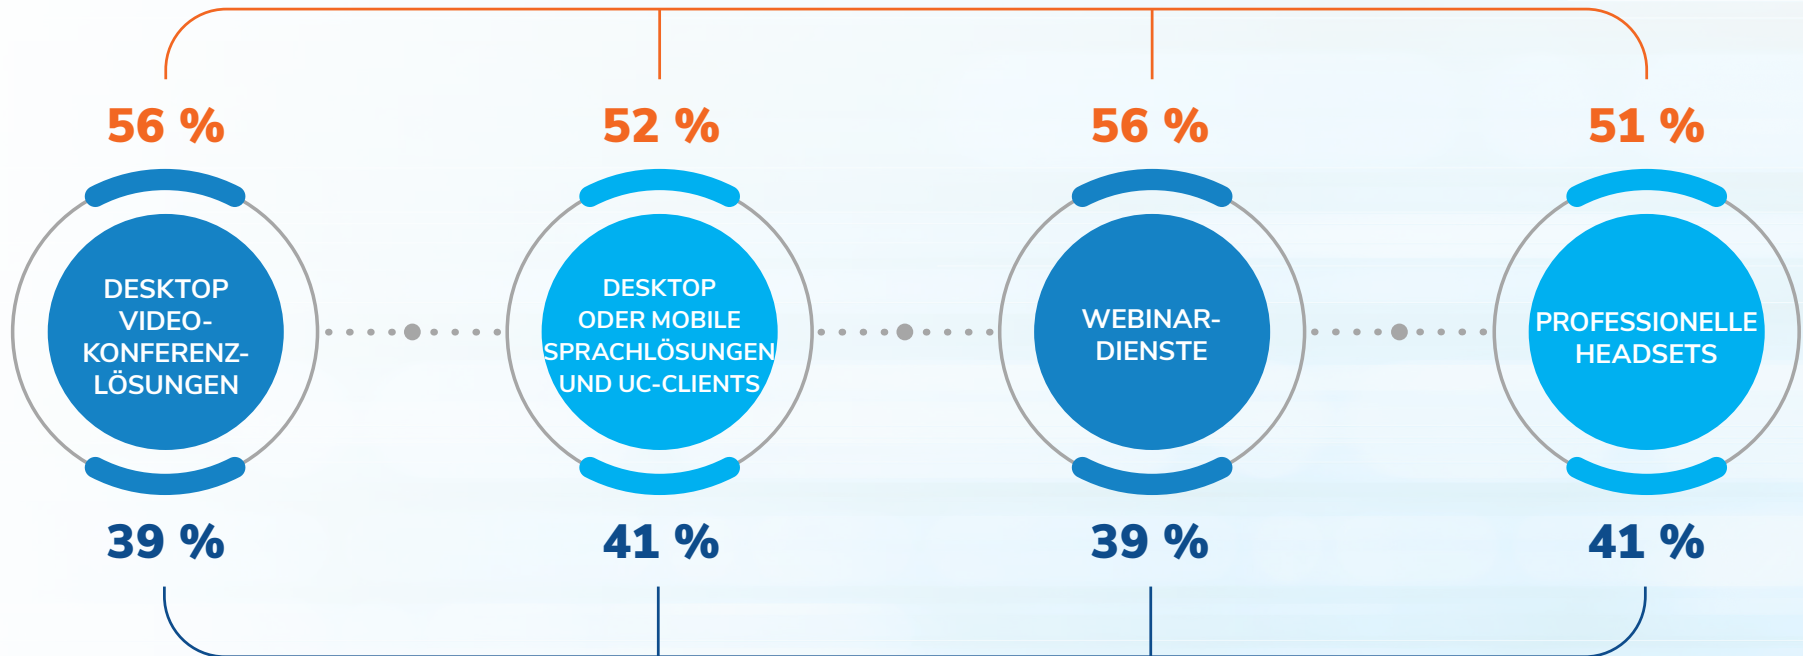 56 %
52 %
56 %
51 %
DESKTOP
VIDEO-
KONFERENZ-
LÖSUNGEN
DESKTOP
ODER MOBILE
SPRACHLÖSUNGEN
UND UC-CLIENTS
WEBINAR-
DIENSTE
PROFESSIONELLE
HEADSETS
39 %
41 %
39 %
41 %